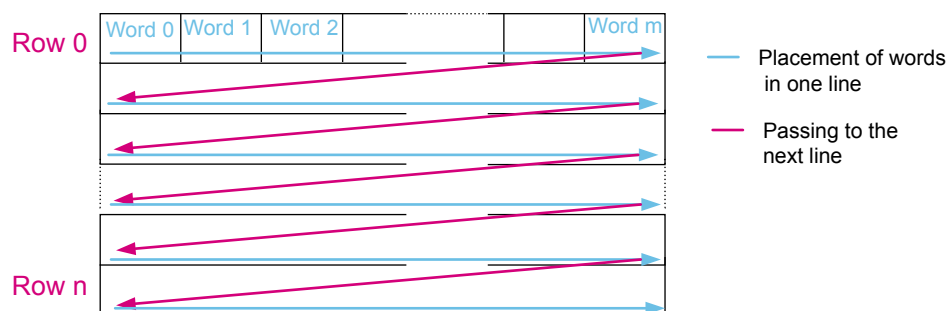 Row 0
Word 0 Word 1 Word 2 Word m
Row n
Placement of words
in one line
Passing to the
next line